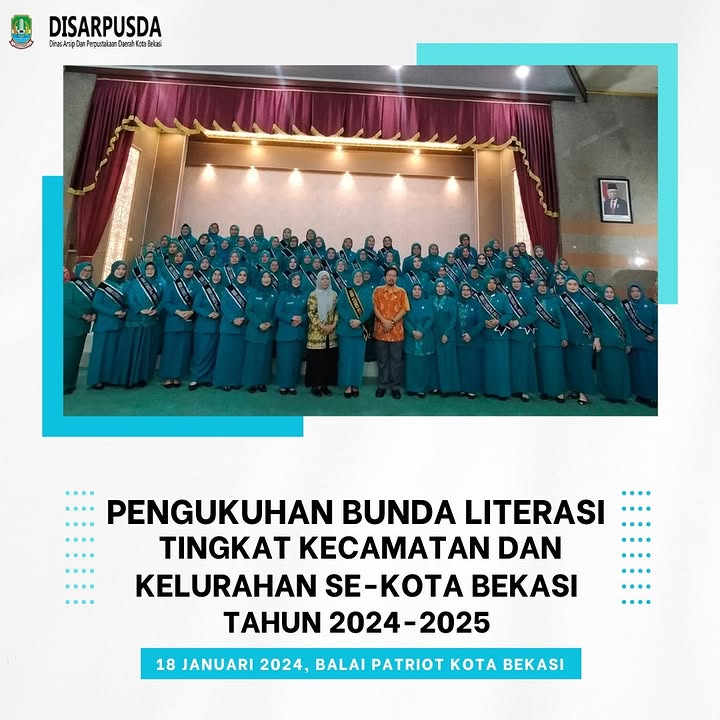 DISARPUSDA
Dinas Arsip Dan Perpustakaan Daerah Kota Bekasi
PENGUKUHAN BUNDA LITERASI
TINGKAT KECAMATAN DAN
KELURAHAN SE-KOTA BEKASI
TAHUN 2024-2025
18 JANUARI 2024, BALAI PATRIOT KOTA BEKASI